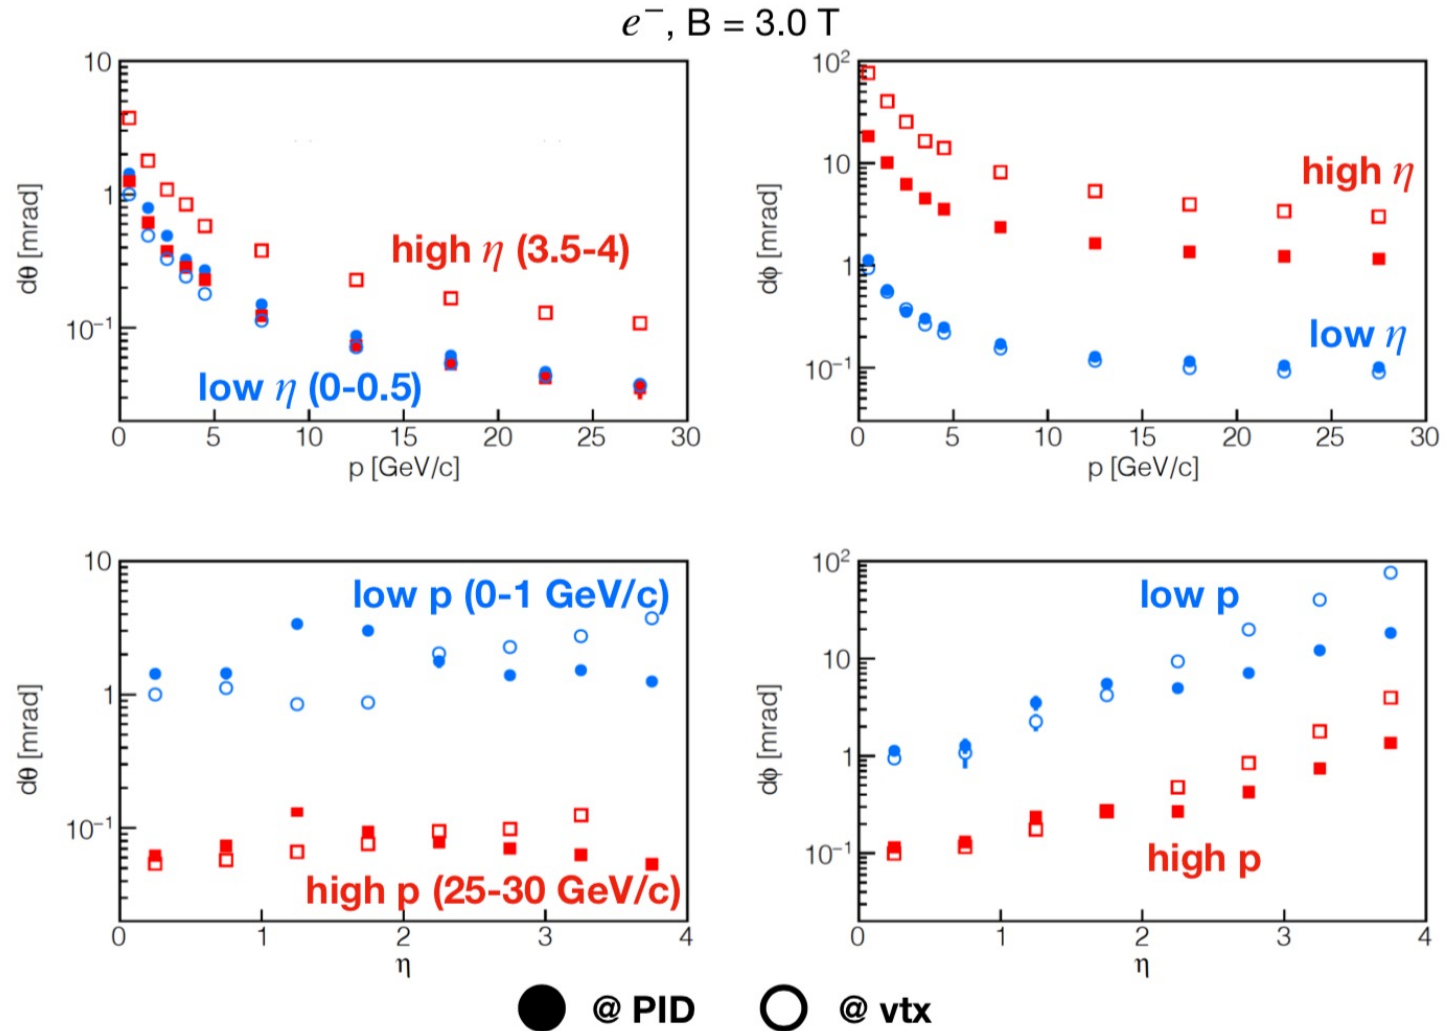 e⁻, B = 3.0 T
10
1
10⁻¹
dθ [mrad]
high η (3.5-4)
low η (0-0.5)
0 5 10 15 20 25 30
p [GeV/c]
10²
10
1
10⁻¹
dϕ [mrad]
high η
low η
0 5 10 15 20 25 30
p [GeV/c]
10
1
10⁻¹
dθ [mrad]
low p (0-1 GeV/c)
high p (25-30 GeV/c)
0 1 2 3 4
η
10²
10
1
10⁻¹
dϕ [mrad]
low p
high p
0 1 2 3 4
η
@ PID
@ vtx